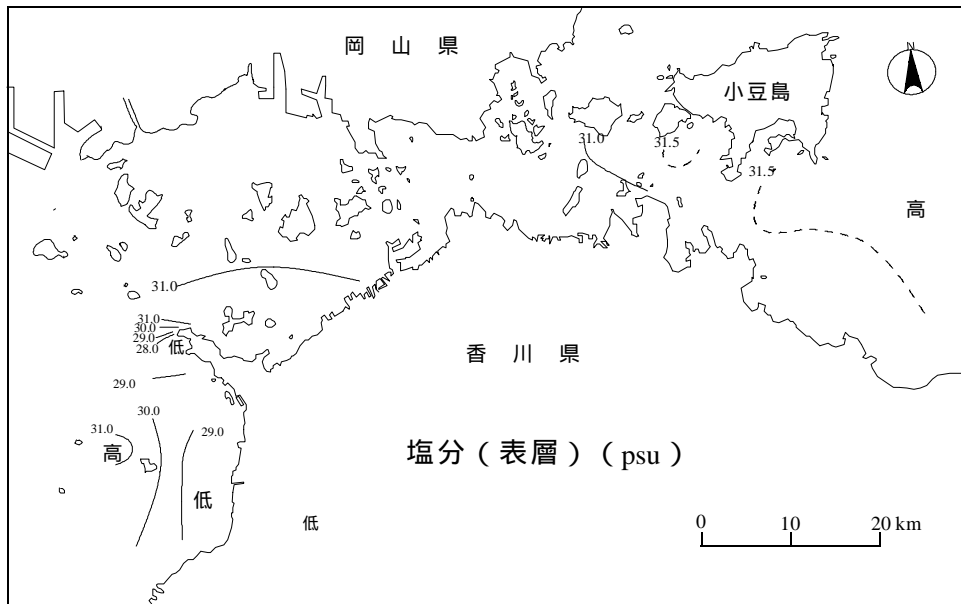 岡 山 県
N
小豆島
31.0
31.5
31.5
高
31.0
31.0
30.0
29.0
28.0
低
香 川 県
29.0
30.0
31.0
29.0
高
塩分(表層)(psu)
低
低
0 10 20 km